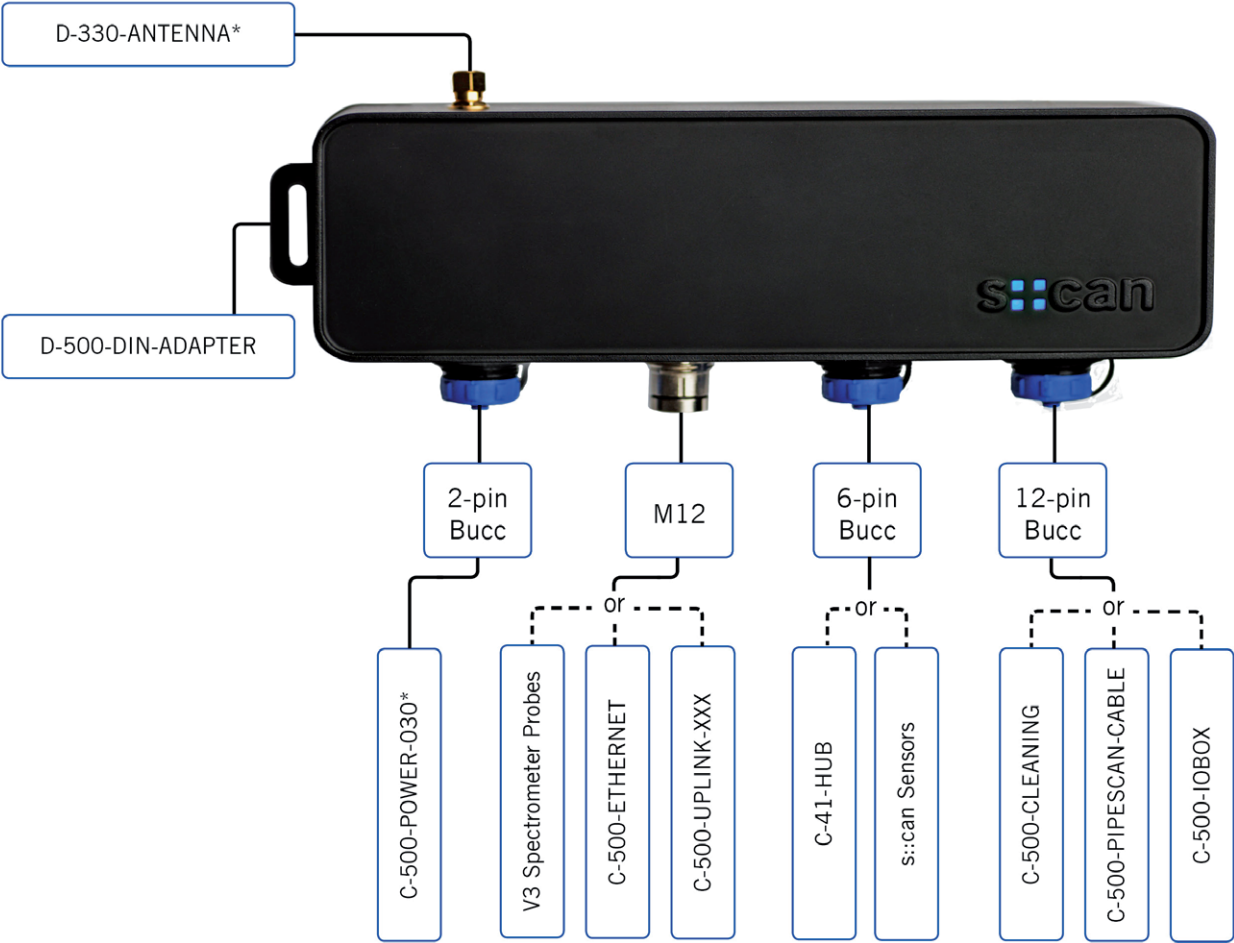 D-330-ANTENNA*
s::can
D-500-DIN-ADAPTER
2-pin
Bucc
M12
6-pin
Bucc
12-pin
Bucc
or
or
or
C-500-POWER-030*
V3 Spectrometer Probes
C-500-ETHERNET
C-500-UPLINK-XXX
C-41-HUB
s::can Sensors
C-500-CLEANING
C-500-PIPESCAN-CABLE
C-500-IOBOX